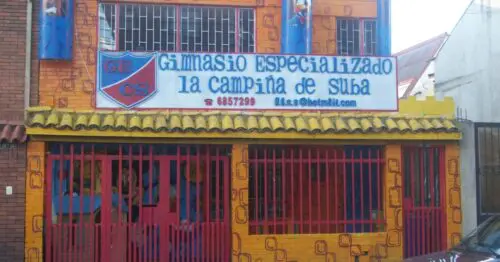 Gimnasio Especializado
la Campiña de Suba
☎ 6857299